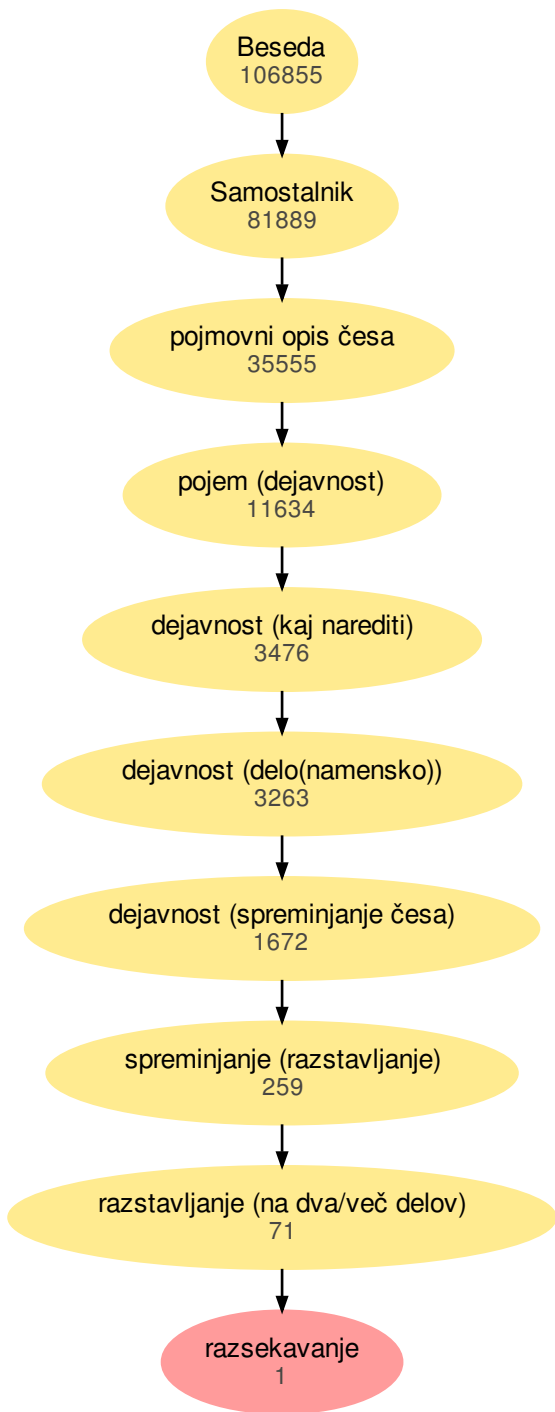 Beseda
106855
Samostalnik
81889
pojmovni opis česa
35555
pojem (dejavnost)
11634
dejavnost (kaj narediti)
3476
dejavnost (delo(namensko))
3263
dejavnost (spreminjanje česa)
1672
spreminjanje (razstavljanje)
259
razstavljanje (na dva/več delov)
71
razsekavanje
1